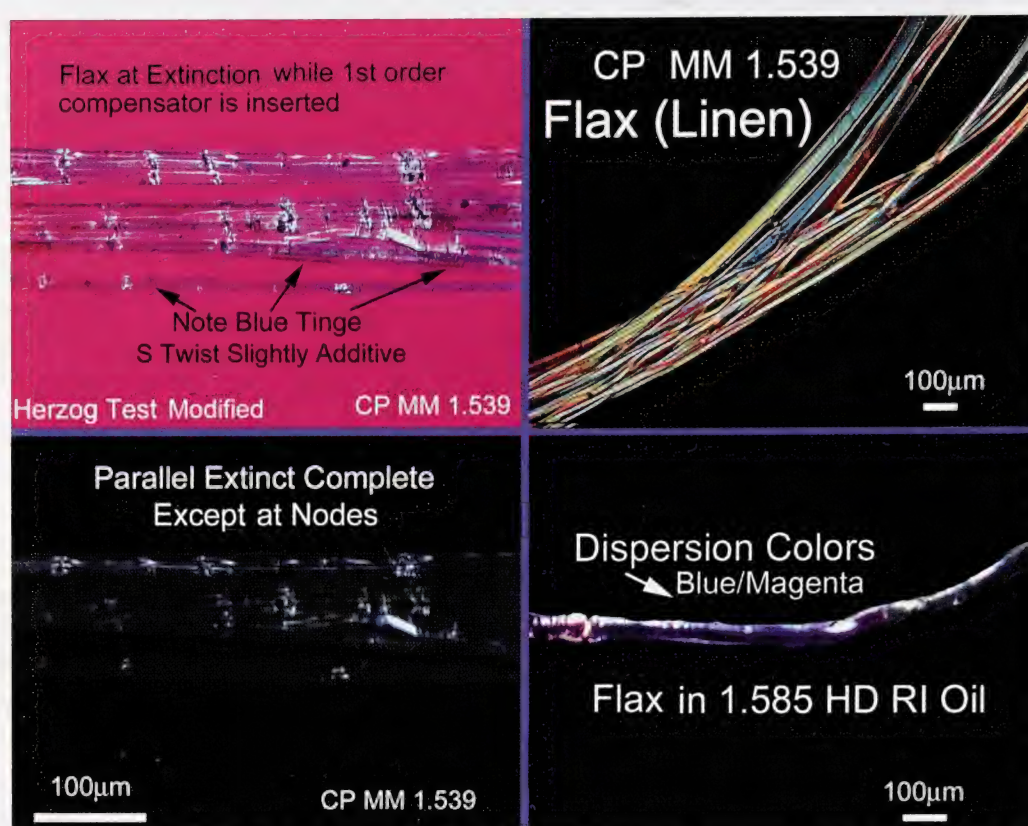 Flax at Extinction while 1st order
compensator is inserted
Note Blue Tinge
S Twist Slightly Additive
Herzog Test Modified
CP MM 1.539
CP MM 1.539
Flax (Linen)
100µm
Parallel Extinct Complete
Except at Nodes
100µm
CP MM 1.539
Dispersion Colors
Blue/Magenta
Flax in 1.585 HD RI Oil
100µm